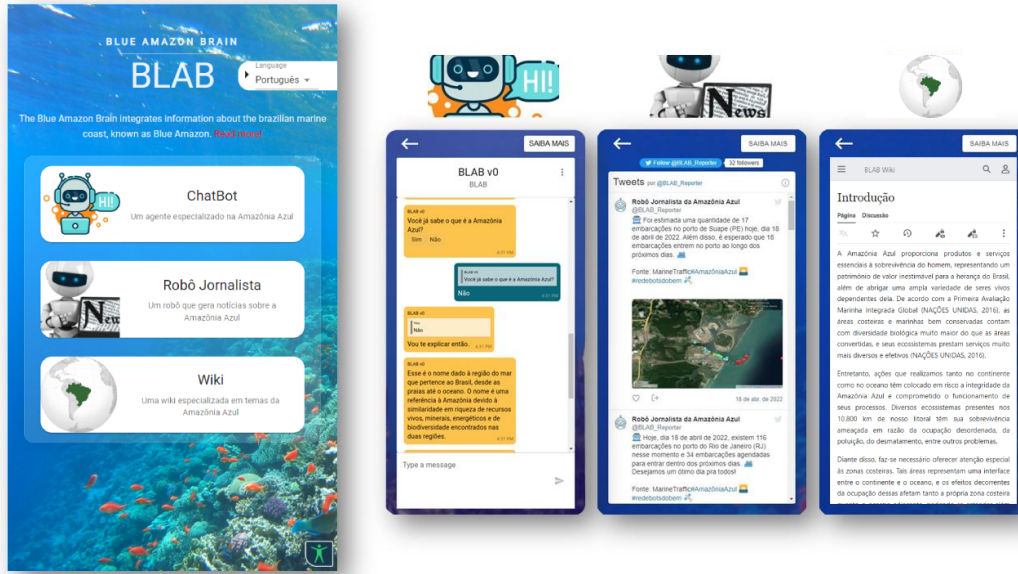 BLUE AMAZON BRAIN
BLAB
Language
Português
The Blue Amazon Brain integrates information about the brazilian marine
coast, known as Blue Amazon. Read more!
HI!
ChatBot
Um agente especializado na Amazônia Azul
New
Robô Jornalista
Um robô que gera notícias sobre a
Amazônia Azul
Wiki
Uma wiki especializada em temas da
Amazônia Azul
HI!
SAIBA MAIS
BLAB v0
BLAB
BLAB v0
Você já sabe o que é a Amazônia
Azul?
Sim Não
4:31 PM
BLAB v0
Você já sabe o que é a Amazônia Azul?
Não
4:31 PM
BLAB v0
You
Não
Vou te explicar então.
4:31 PM
BLAB v0
Esse é o nome dado à região do mar
que pertence ao Brasil, desde as
praias até o oceano. O nome é uma
referência à Amazônia devido à
similaridade em riqueza de recursos
vivos, minerais, energéticos e de
biodiversidade encontrados nas
duas regiões.
4:31 PM
Type a message
News
SAIBA MAIS
Follow @BLAB_Reporter
32 followers
Tweets por @BLAB_Reporter
Robô Jornalista da Amazônia Azul
@BLAB_Reporter
Foi estimada uma quantidade de 17
embarcações no porto de Suape (PE) hoje, dia 18
de abril de 2022. Além disso, é esperado que 18
embarcações entrem no porto ao longo dos
próximos dias.
Fonte: MarineTraffic#AmazôniaAzul
#redebotsdobem
18 de abr. de 2022
Robô Jornalista da Amazônia Azul
@BLAB_Reporter
Hoje, dia 18 de abril de 2022, existem 116
embarcações no porto do Rio de Janeiro (RJ)
nesse momento e 34 embarcações agendadas
para entrar dentro dos próximos dias.
Desejamos um ótimo dia pra todos!
Fonte: MarineTraffic#AmazôniaAzul
#redebotsdobem
SAIBA MAIS
BLAB Wiki
Introdução
Página Discussão
A Amazônia Azul proporciona produtos e serviços
essenciais à sobrevivência do homem, representando um
patrimônio de valor inestimável para a herança do Brasil,
além de abrigar uma ampla variedade de seres vivos
dependentes dela. De acordo com a Primeira Avaliação
Marinha Integrada Global (NAÇÕES UNIDAS, 2016), as
áreas costeiras e marinhas bem conservadas contam
com diversidade biológica muito maior do que as áreas
convertidas, e seus ecossistemas prestam serviços muito
mais diversos e efetivos (NAÇÕES UNIDAS, 2016).
Entretanto, ações que realizamos tanto no continente
como no oceano têm colocado em risco a integridade da
Amazônia Azul e comprometido o funcionamento de
seus processos. Diversos ecossistemas presentes nos
10.800 km de nosso litoral têm sua sobrevivência
ameaçada em razão da ocupação desordenada, da
poluição, do desmatamento, entre outros problemas.
Diante disso, faz-se necessário oferecer atenção especial
às zonas costeiras. Tais áreas representam uma interface
entre o continente e o oceano, e os efeitos decorrentes
da ocupação dessas afetam tanto a própria zona costeira